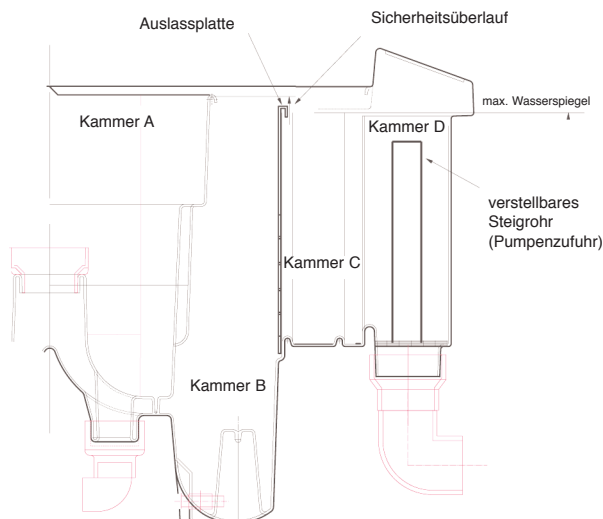 Auslassplatte
Sicherheitsüberlauf
max. Wasserspiegel
Kammer A
Kammer D
verstellbares
Steigrohr
(Pumpenzufuhr)
Kammer C
Kammer B